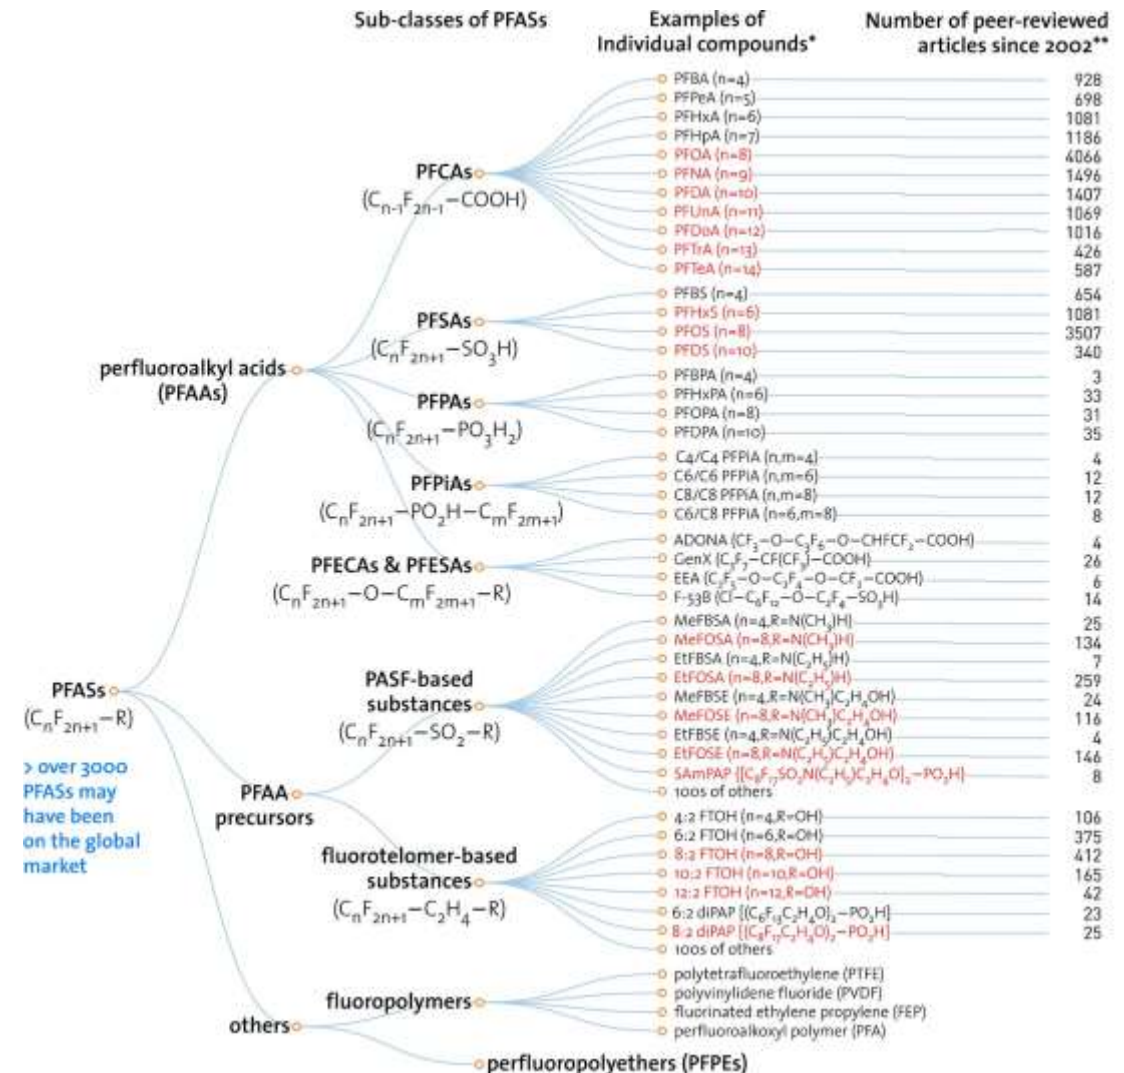 Sub-classes of PFASs
Examples of
Individual compounds*
Number of peer-reviewed
articles since 2002**
PFASs
(CnF2n+1–R)
> over 3000
PFASs may
have been
on the global
market
perfluoroalkyl acids
(PFAAs)
PFCAs
(Cn-1F2n-1–COOH)
PFBA (n=4) 928
PFPeA (n=5) 698
PFHxA (n=6) 1081
PFHpA (n=7) 1186
PFOA (n=8) 4066
PFNA (n=9) 1496
PFDA (n=10) 1407
PFUnA (n=11) 1069
PFDoA (n=12) 1016
PFTrA (n=13) 426
PFTeA (n=14) 587
PFSAs
(CnF2n+1–SO3H)
PFBS (n=4) 654
PFHxS (n=6) 1081
PFOS (n=8) 3507
PFDS (n=10) 340
PFPAs
(CnF2n+1–PO3H2)
PFBPA (n=4) 3
PFHxPA (n=6) 33
PFOPA (n=8) 31
PFDPA (n=10) 35
PFPiAs
(CnF2n+1–PO2H–CmF2m+1)
C4/C4 PFPiA (n,m=4) 4
C6/C6 PFPiA (n,m=6) 12
C8/C8 PFPiA (n,m=8) 12
C6/C8 PFPiA (n=6,m=8) 8
PFECAs & PFESAs
(CnF2n+1–O–CmF2m+1–R)
ADONA (CF3–O–C3F6–O–CHFCF2–COOH) 4
GenX (C3F7–CF(CF3)–COOH) 26
EEA (C2F5–O–C2F4–O–CF2–COOH) 6
F-53B (Cl–C6F12–O–C2F4–SO3H) 14
PFAA
precursors
PASF-based
substances
(CnF2n+1–SO2–R)
MeFBSA (n=4,R=N(CH3)H) 25
MeFOSA (n=8,R=N(CH3)H) 134
EtFBSA (n=4,R=N(C2H5)H) 7
EtFOSA (n=8,R=N(C2H5)H) 259
MeFBSE (n=4,R=N(CH3)C2H4OH) 24
MeFOSE (n=8,R=N(CH3)C2H4OH) 116
EtFBSE (n=4,R=N(C2H5)C2H4OH) 4
EtFOSE (n=8,R=N(C2H5)C2H4OH) 146
SAmPAP {[C8F17SO2N(C2H5)C2H4O]2–PO2H} 8
100s of others
fluorotelomer-based
substances
(CnF2n+1–C2H4–R)
4:2 FTOH (n=4,R=OH) 106
6:2 FTOH (n=6,R=OH) 375
8:2 FTOH (n=8,R=OH) 412
10:2 FTOH (n=10,R=OH) 165
12:2 FTOH (n=12,R=OH) 42
6:2 diPAP [(C6F13C2H4O)2–PO2H] 23
8:2 diPAP [(C8F17C2H4O)2–PO2H] 25
100s of others
others
fluoropolymers
polytetrafluoroethylene (PTFE)
polyvinylidene fluoride (PVDF)
fluorinated ethylene propylene (FEP)
perfluoroalkoxyl polymer (PFA)
perfluoropolyethers (PFPEs)